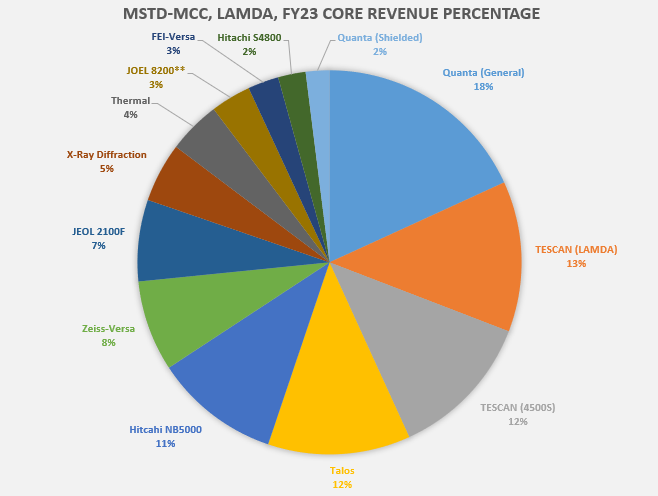 MSTD-MCC, LAMDA, FY23 CORE REVENUE PERCENTAGE
Quanta (General)
18%
TESCAN (LAMDA)
13%
TESCAN (4500S)
12%
Talos
12%
Hitcahi NB5000
11%
Zeiss-Versa
8%
JEOL 2100F
7%
X-Ray Diffraction
5%
Thermal
4%
JOEL 8200**
3%
FEI-Versa
3%
Hitachi S4800
2%
Quanta (Shielded)
2%